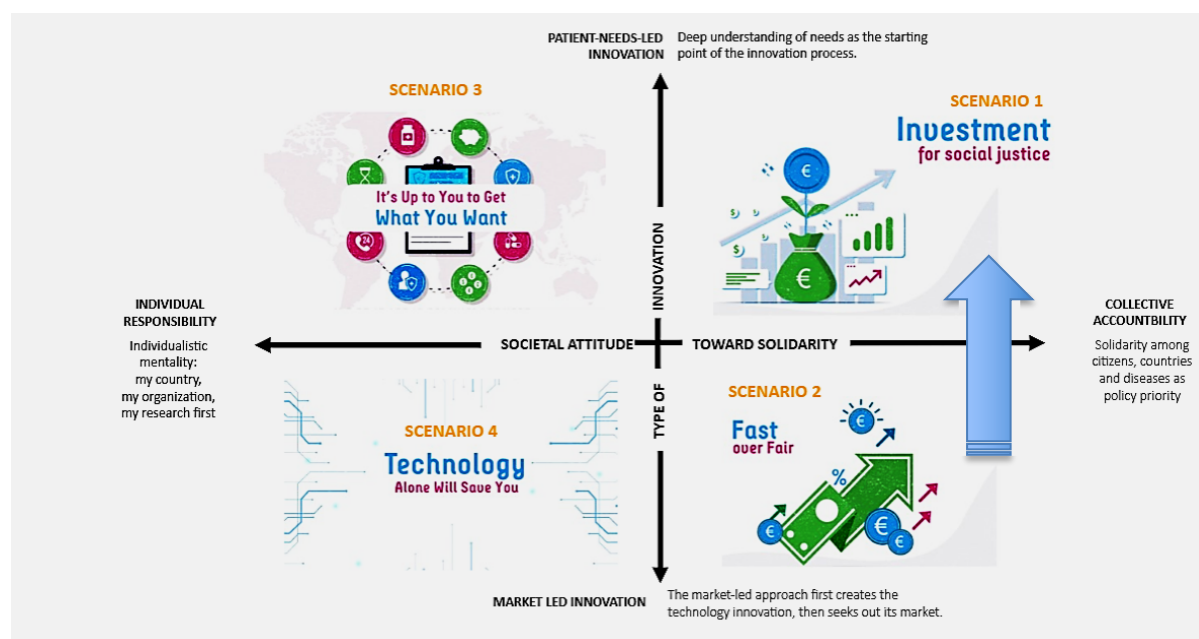 PATIENT-NEEDS-LED
INNOVATION
Deep understanding of needs as the starting
point of the innovation process.
SCENARIO 3
It's Up to You to Get
What You Want
24
SCENARIO 1
Investment
for social justice
€
$
$
$
€
INNOVATION
TYPE OF
INDIVIDUAL
RESPONSIBILITY
Individualistic
mentality:
my country,
my organization,
my research first
SOCIETAL ATTITUDE
TOWARD SOLIDARITY
COLLECTIVE
ACCOUNTBILITY
Solidarity among
citizens, countries
and diseases as
policy priority
SCENARIO 4
Technology
Alone Will Save You
SCENARIO 2
Fast
over Fair
€
%
€
€
€
MARKET LED INNOVATION
The market-led approach first creates the
technology innovation, then seeks out its market.